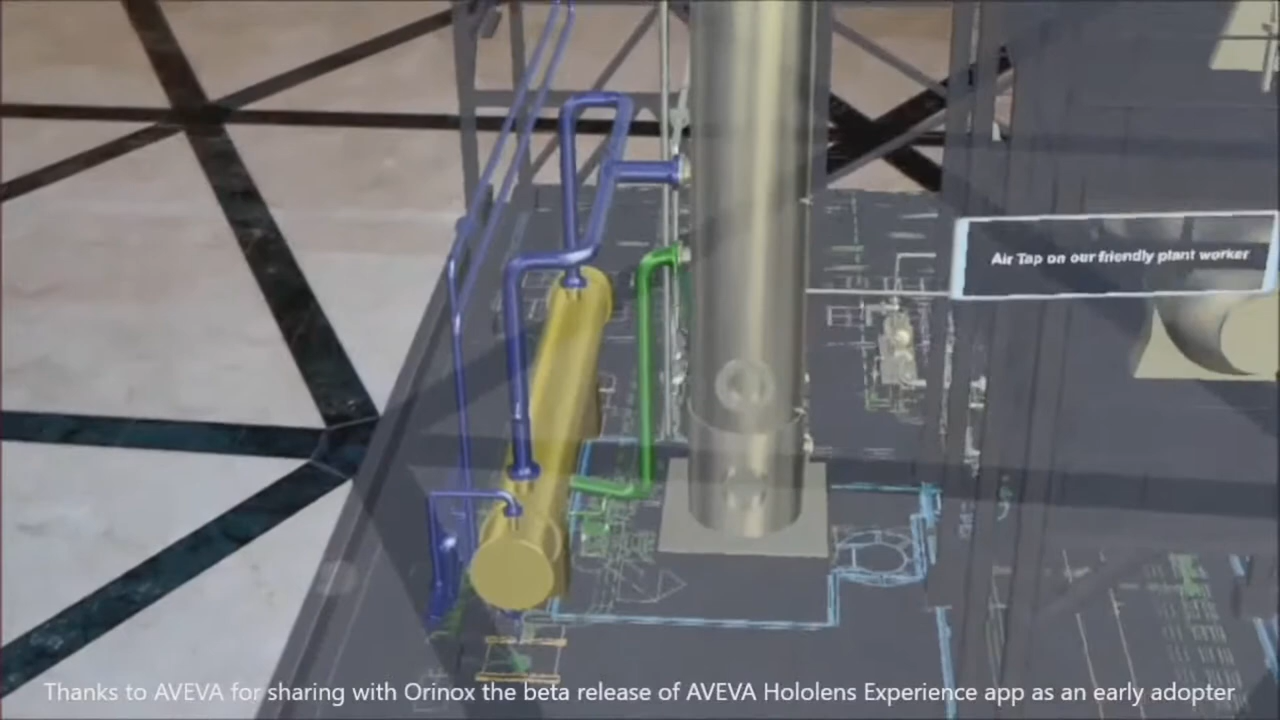 Air Tap on our friendly plant worker
Thanks to AVEVA for sharing with Orinox the beta release of AVEVA Hololens Experience app as an early adopter